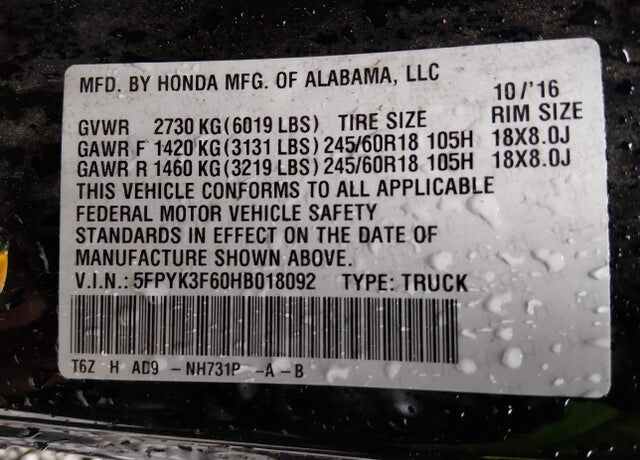 MFD. BY HONDA MFG. OF ALABAMA, LLC 10/'16
GVWR 2730 KG(6019 LBS) TIRE SIZE RIM SIZE
GAWR F 1420 KG(3131 LBS) 245/60R18 105H 18X8.0J
GAWR R 1460 KG(3219 LBS) 245/60R18 105H 18X8.0J
THIS VEHICLE CONFORMS TO ALL APPLICABLE
FEDERAL MOTOR VEHICLE SAFETY
STANDARDS IN EFFECT ON THE DATE OF
MANUFACTURE SHOWN ABOVE.
V.I.N.: 5FPYK3F60HB018092 TYPE: TRUCK
T6Z H AD9 - NH731P -A - B